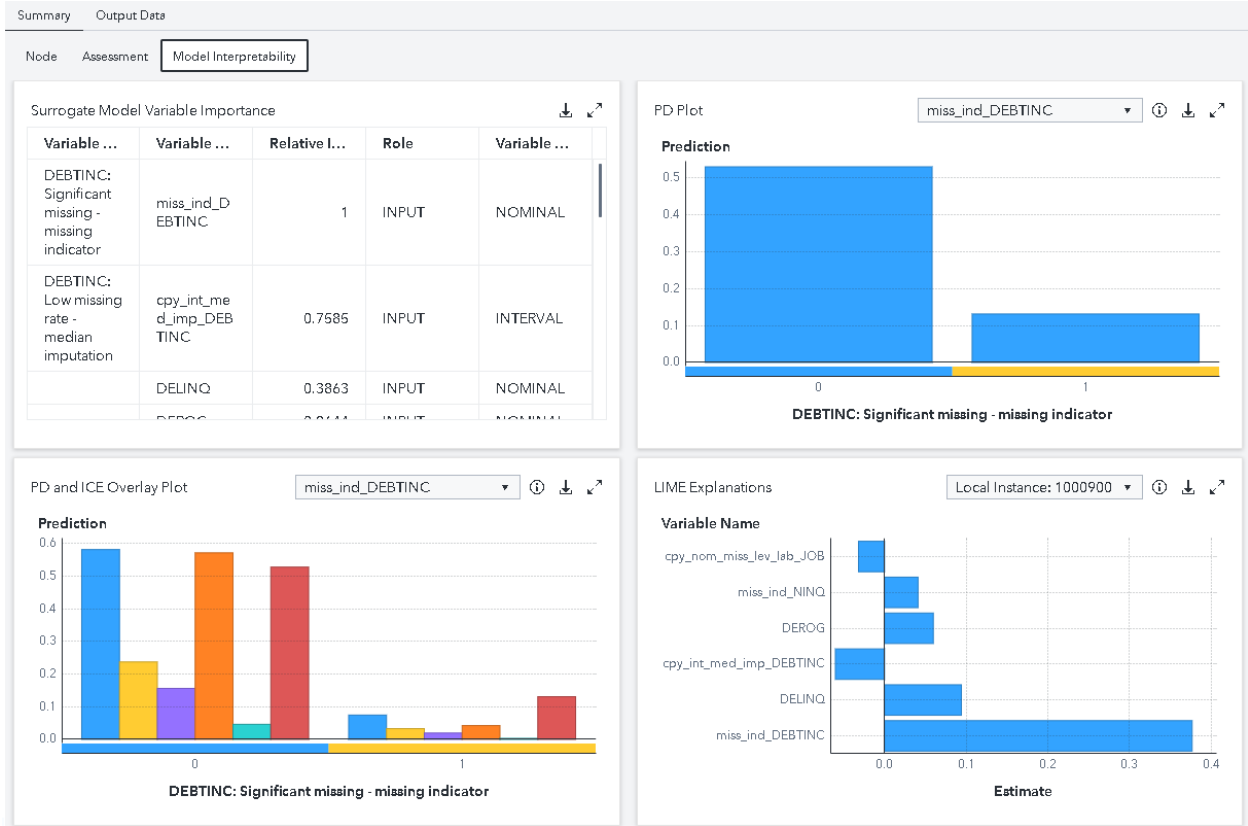 Summary Output Data
Node Assessment Model Interpretability
Surrogate Model Variable Importance
Variable ... Variable ... Relative I... Role Variable ...
DEBTINC:
Significant
missing -
missing
indicator
miss_ind_D
EBTINC
1 INPUT NOMINAL
DEBTINC:
Low missing
rate -
median
imputation
cpy_int_me
d_imp_DEB
TINC
0.7585 INPUT INTERVAL
DELINQ 0.3863 INPUT NOMINAL
PD Plot miss_ind_DEBTINC
Prediction
0.5
0.4
0.3
0.2
0.1
0.0
0 1
DEBTINC: Significant missing - missing indicator
PD and ICE Overlay Plot miss_ind_DEBTINC
Prediction
0.6
0.5
0.4
0.3
0.2
0.1
0.0
0 1
DEBTINC: Significant missing - missing indicator
LIME Explanations Local Instance: 1000900
Variable Name
cpy_nom_miss_lev_lab_JOB
miss_ind_NINQ
DEROG
cpy_int_med_imp_DEBTINC
DELINQ
miss_ind_DEBTINC
0.0 0.1 0.2 0.3 0.4
Estimate